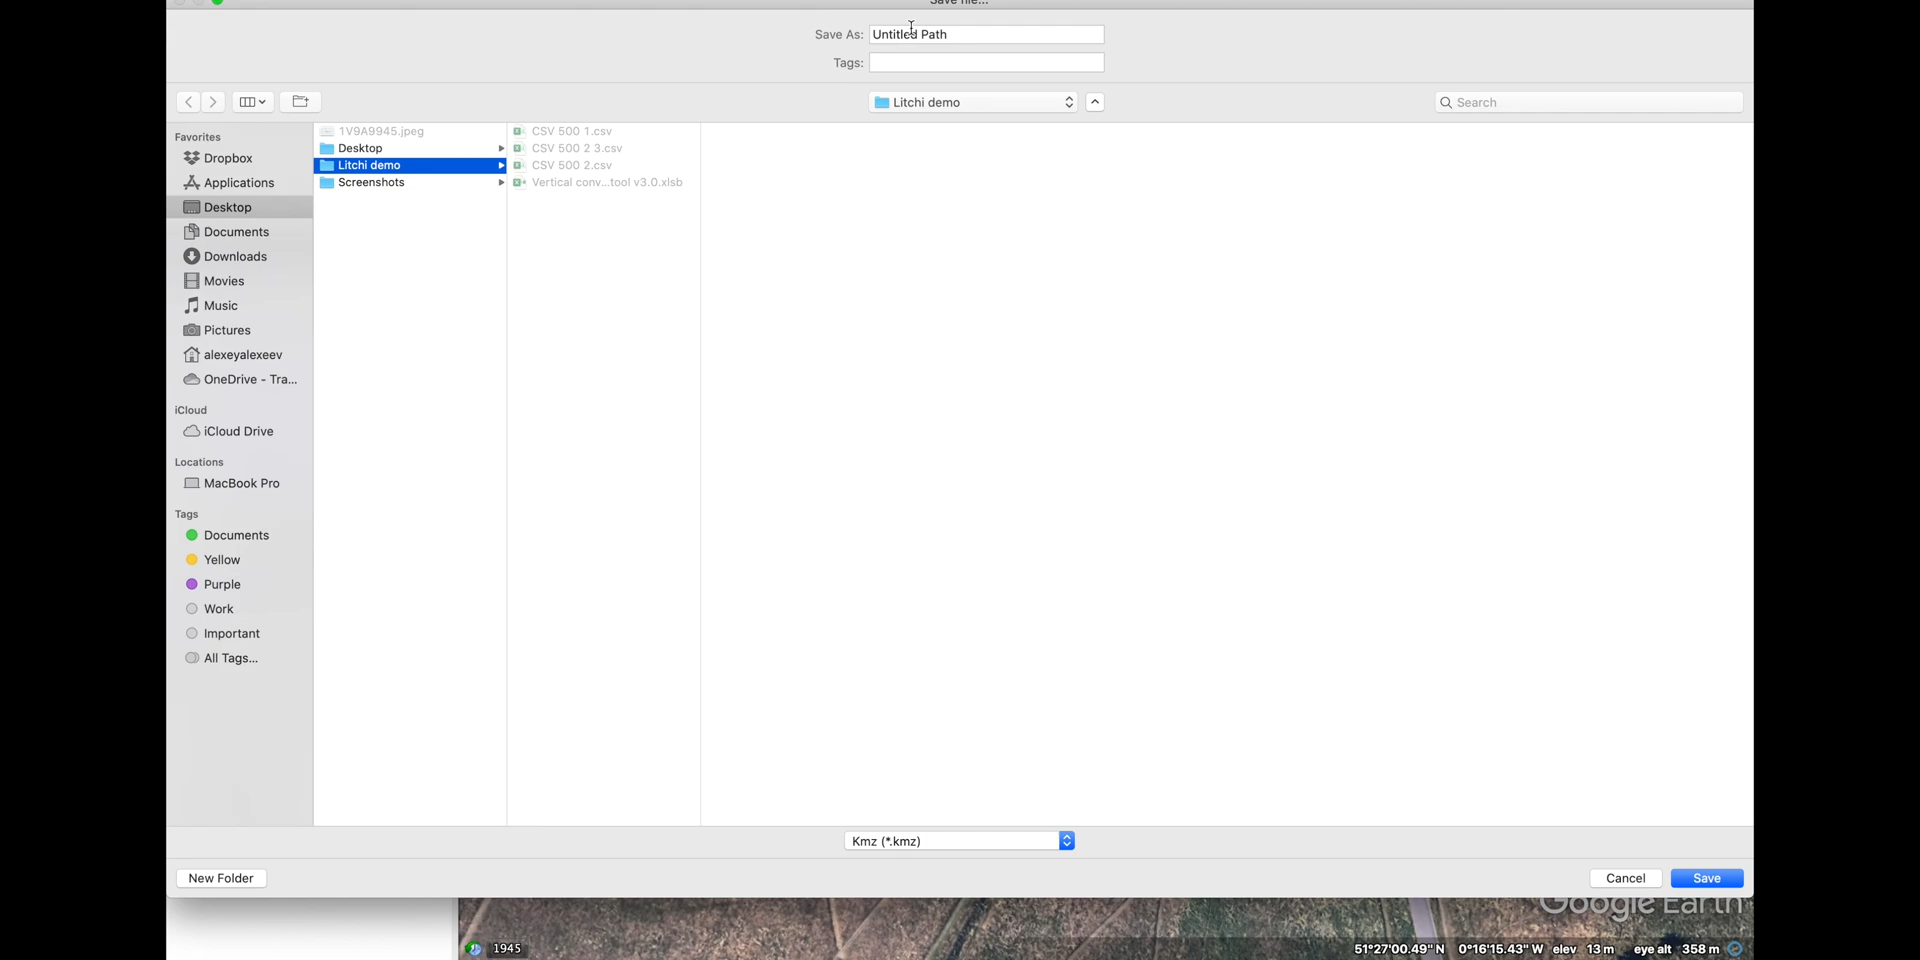 Save file...
Save As: Untitled Path
Tags:
Litchi demo
Search
Favorites
Dropbox
Applications
Desktop
Documents
Downloads
Movies
Music
Pictures
alexeyalexeev
OneDrive - Tra...
iCloud
iCloud Drive
Locations
MacBook Pro
Tags
Documents
Yellow
Purple
Work
Important
All Tags...
1V9A9945.jpeg
Desktop
Litchi demo
Screenshots
CSV 500 1.csv
CSV 500 2 3.csv
CSV 500 2.csv
Vertical conv...tool v3.0.xlsb
Kmz (*.kmz)
New Folder
Cancel
Save
Google Earth
1945
51°27'00.49" N 0°16'15.43" W elev 13 m eye alt 358 m